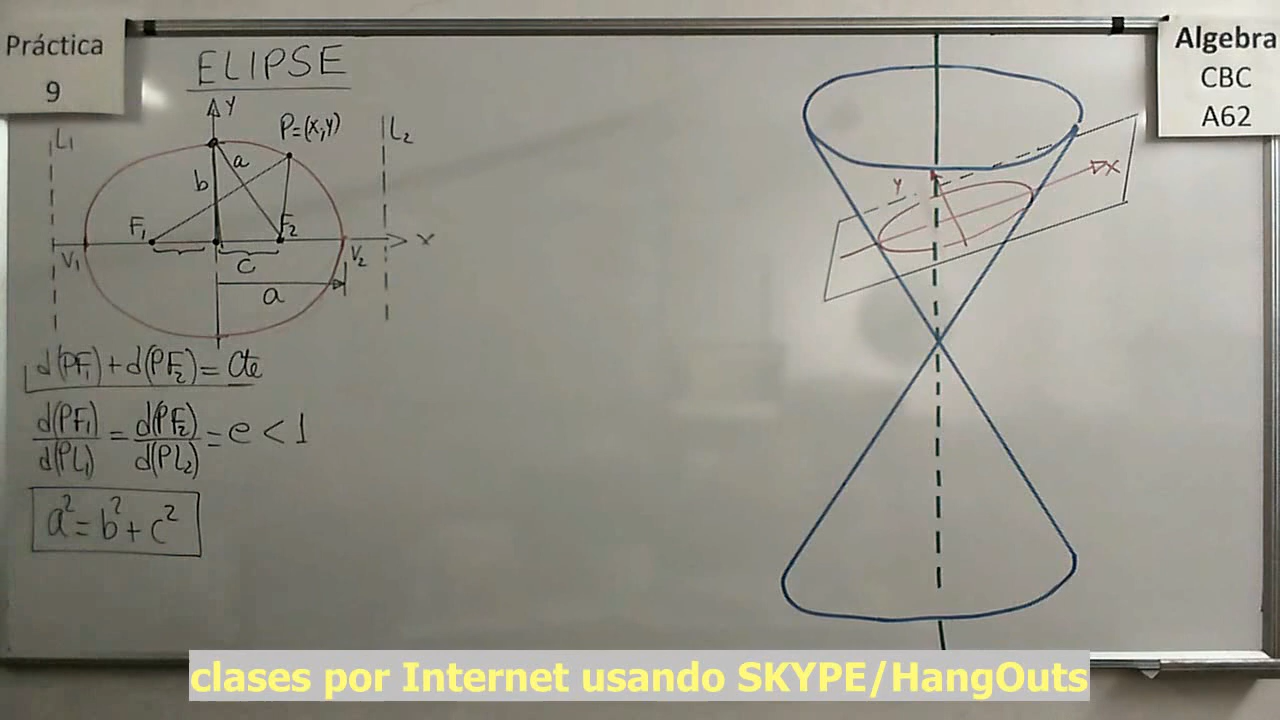 Práctica
9
Algebra
CBC
A62
ELIPSE
Y
P=(X,Y)
L1
L2
a
b
F1
F2
V1
V2
X
c
a
d(PF1)+d(PF2)=Cte
d(PF1)/d(PL1) = d(PF2)/d(PL2) = e < 1
a²=b²+c²
Y
X
clases por Internet usando SKYPE/HangOuts